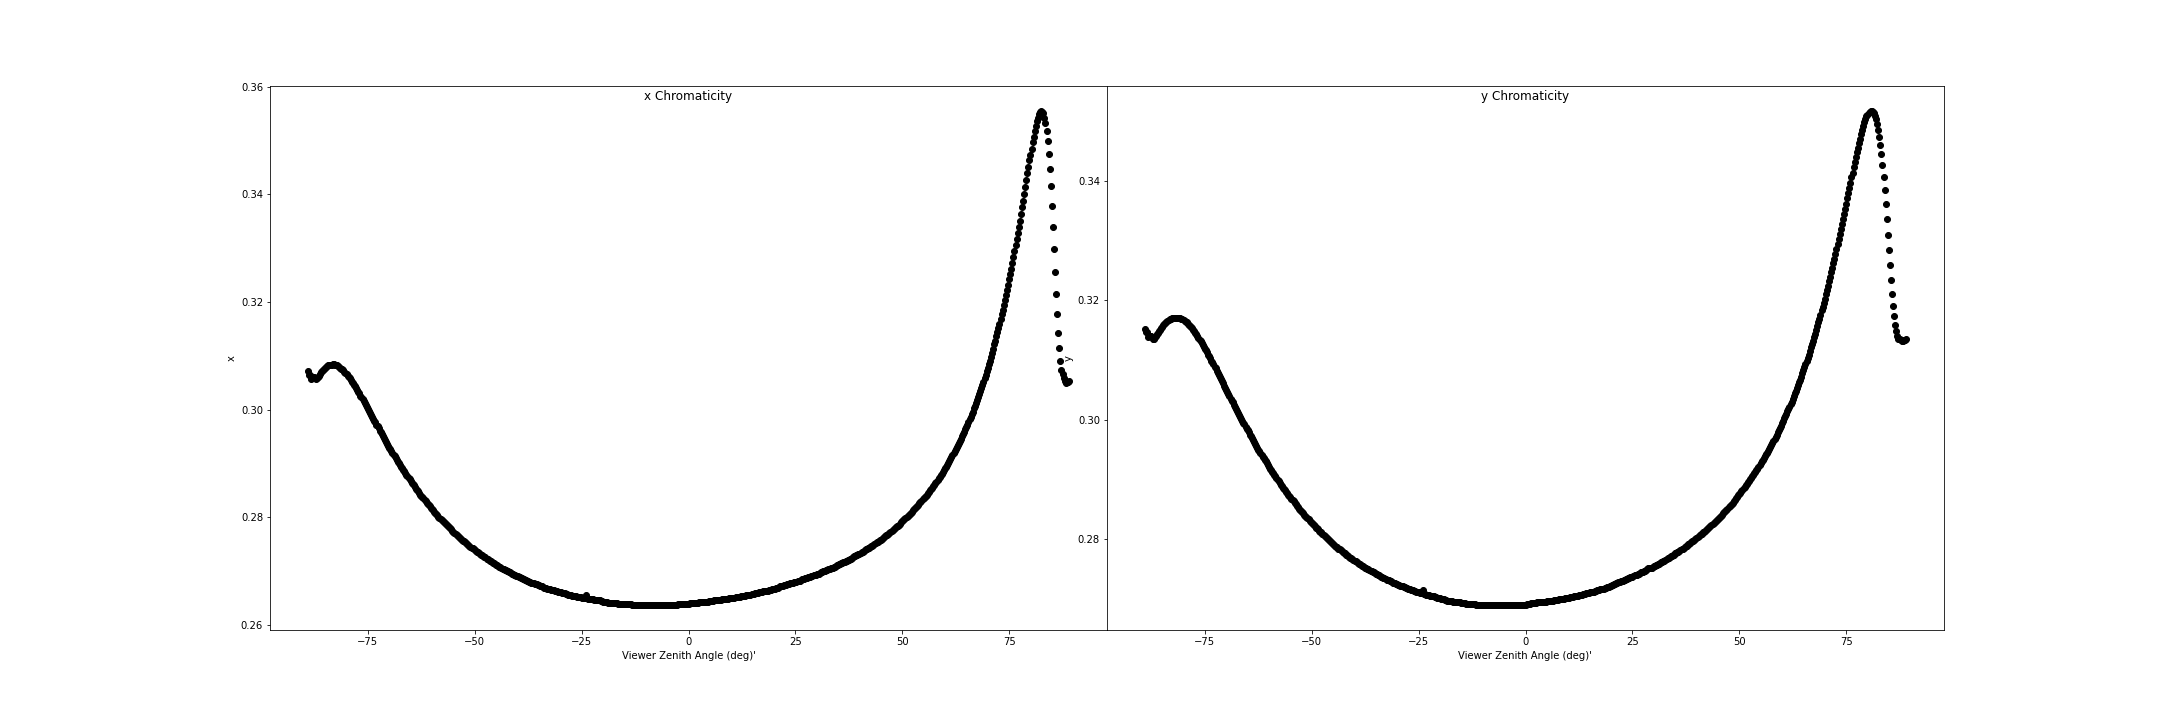 x Chromaticity
0.36
0.34
0.32
0.30
0.28
0.26
x
−75 −50 −25 0 25 50 75
Viewer Zenith Angle (deg)'
y Chromaticity
0.34
0.32
0.30
0.28
y
−75 −50 −25 0 25 50 75
Viewer Zenith Angle (deg)'